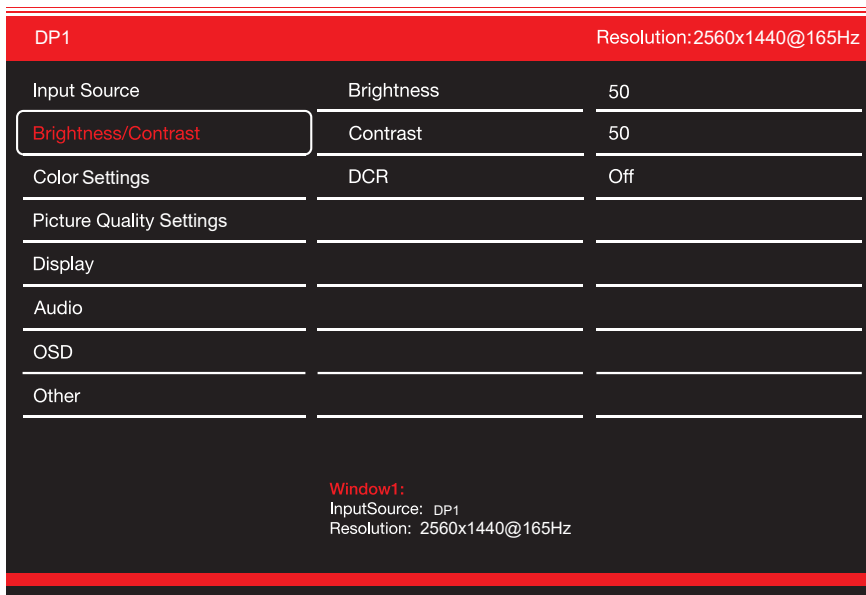 DP1 Resolution:2560x1440@165Hz
Input Source Brightness 50
Brightness/Contrast Contrast 50
Color Settings DCR Off
Picture Quality Settings
Display
Audio
OSD
Other
Window1:
InputSource: DP1
Resolution: 2560x1440@165Hz